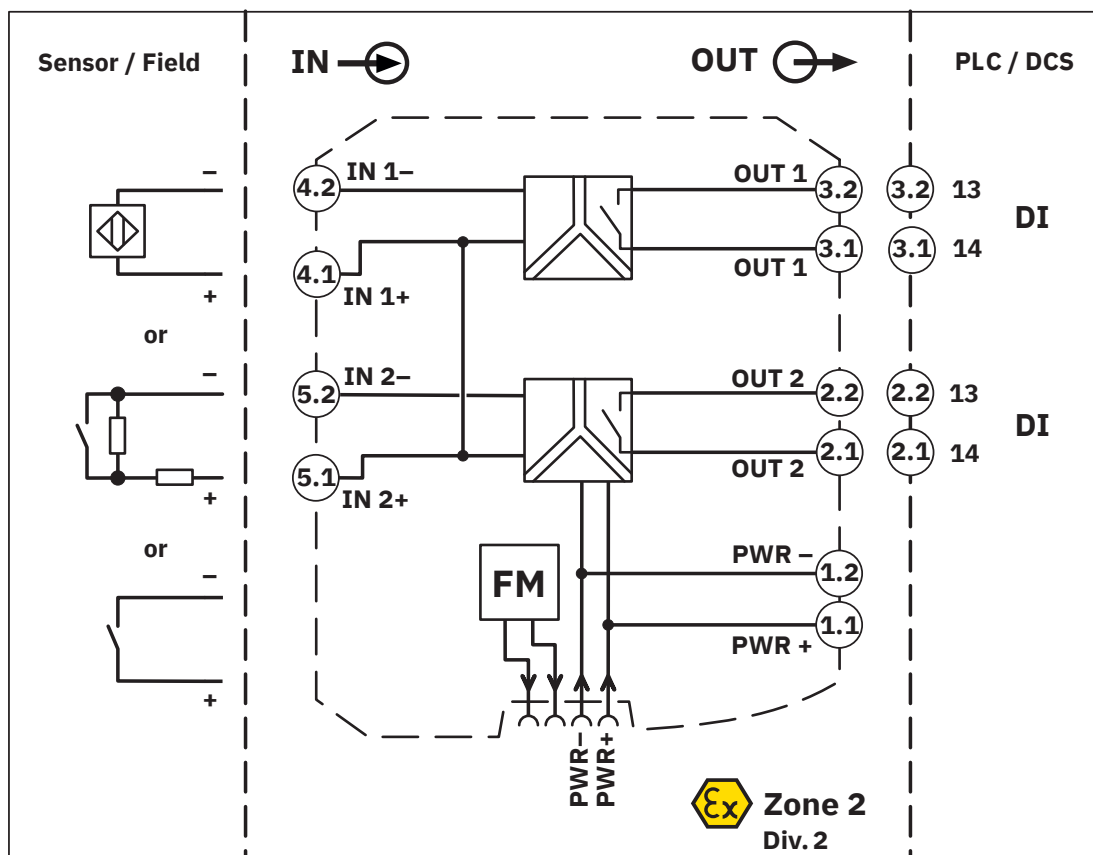 Sensor / Field
IN
OUT
PLC / DCS
–
4.2
IN 1–
OUT 1
3.2
3.2
13
DI
4.1
IN 1+
OUT 1
3.1
3.1
14
+
or
–
5.2
IN 2–
OUT 2
2.2
2.2
13
DI
5.1
IN 2+
OUT 2
2.1
2.1
14
+
or
–
FM
PWR –
1.2
1.1
PWR +
+
PWR–
PWR+
Ex
Zone 2
Div. 2